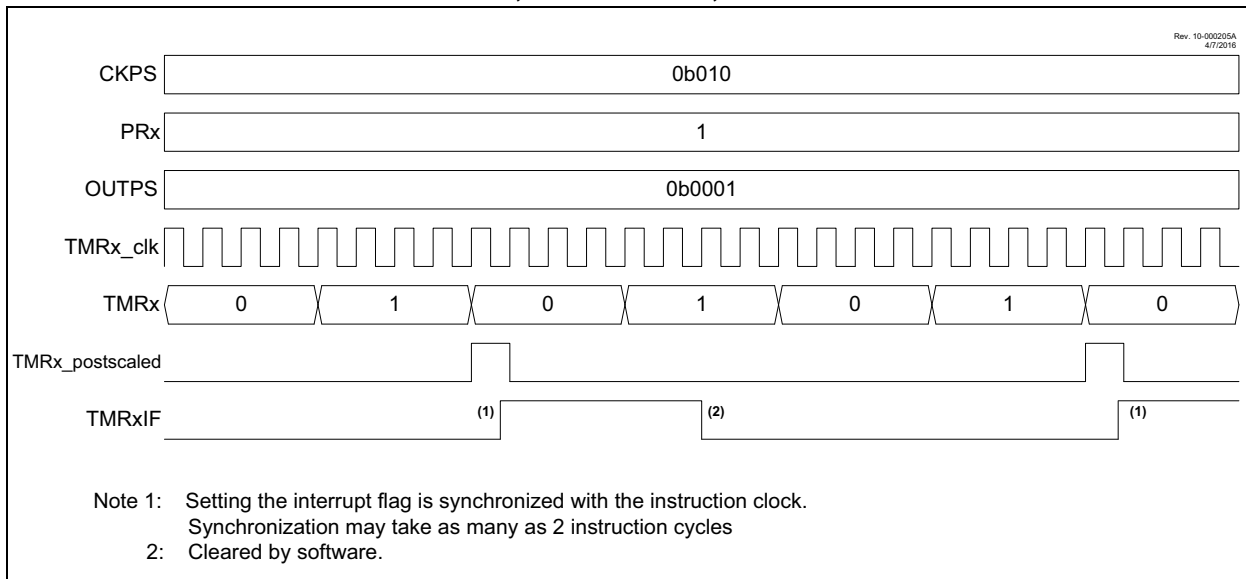 Rev. 10-000205A
4/7/2016
CKPS 0b010
PRx 1
OUTPS 0b0001
TMRx_clk
TMRx 0 1 0 1 0 1 0
TMRx_postscaled
TMRxIF (1) (2) (1)
Note 1: Setting the interrupt flag is synchronized with the instruction clock.
Synchronization may take as many as 2 instruction cycles
2: Cleared by software.